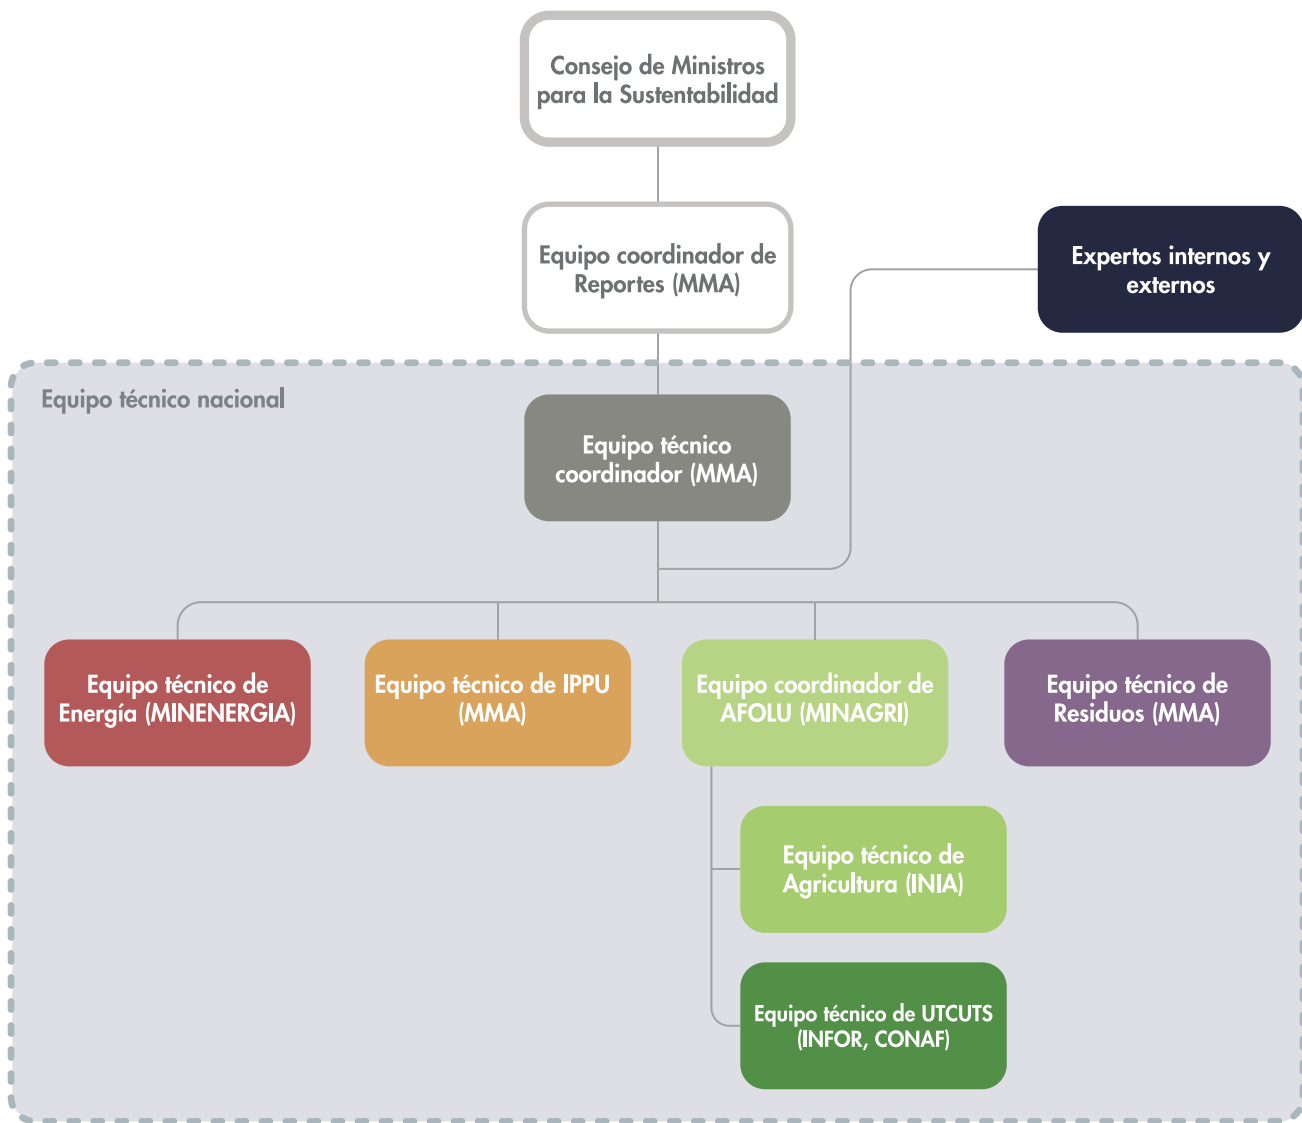 Consejo de Ministros
para la Sustentabilidad
Equipo coordinador de
Reportes (MMA)
Expertos internos y
externos
Equipo técnico nacional
Equipo técnico
coordinador (MMA)
Equipo técnico de
Energía (MINENERGIA)
Equipo técnico de IPPU
(MMA)
Equipo coordinador de
AFOLU (MINAGRI)
Equipo técnico de
Residuos (MMA)
Equipo técnico de
Agricultura (INIA)
Equipo técnico de UTCUTS
(INFOR, CONAF)